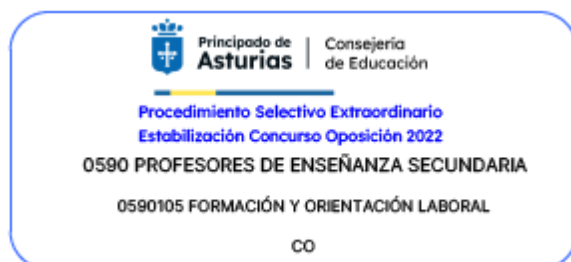 Principado de
Asturias
Consejería
de Educación
Procedimiento Selectivo Extraordinario
Estabilización Concurso Oposición 2022
0590 PROFESORES DE ENSEÑANZA SECUNDARIA
0590105 FORMACIÓN Y ORIENTACIÓN LABORAL
CO